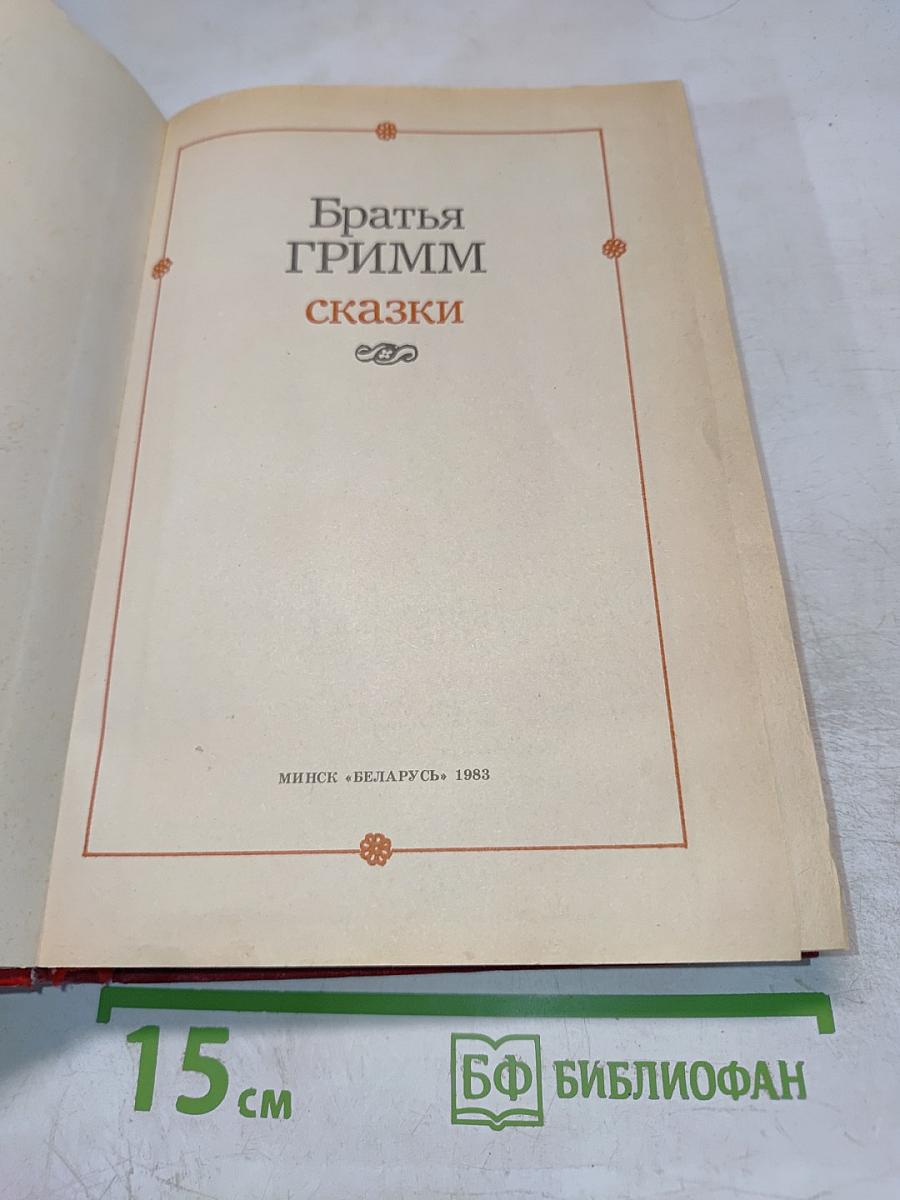 Братья
ГРИММ
сказки
МИНСК «БЕЛАРУСЬ» 1983
15 см
БФ БИБЛИОФАН